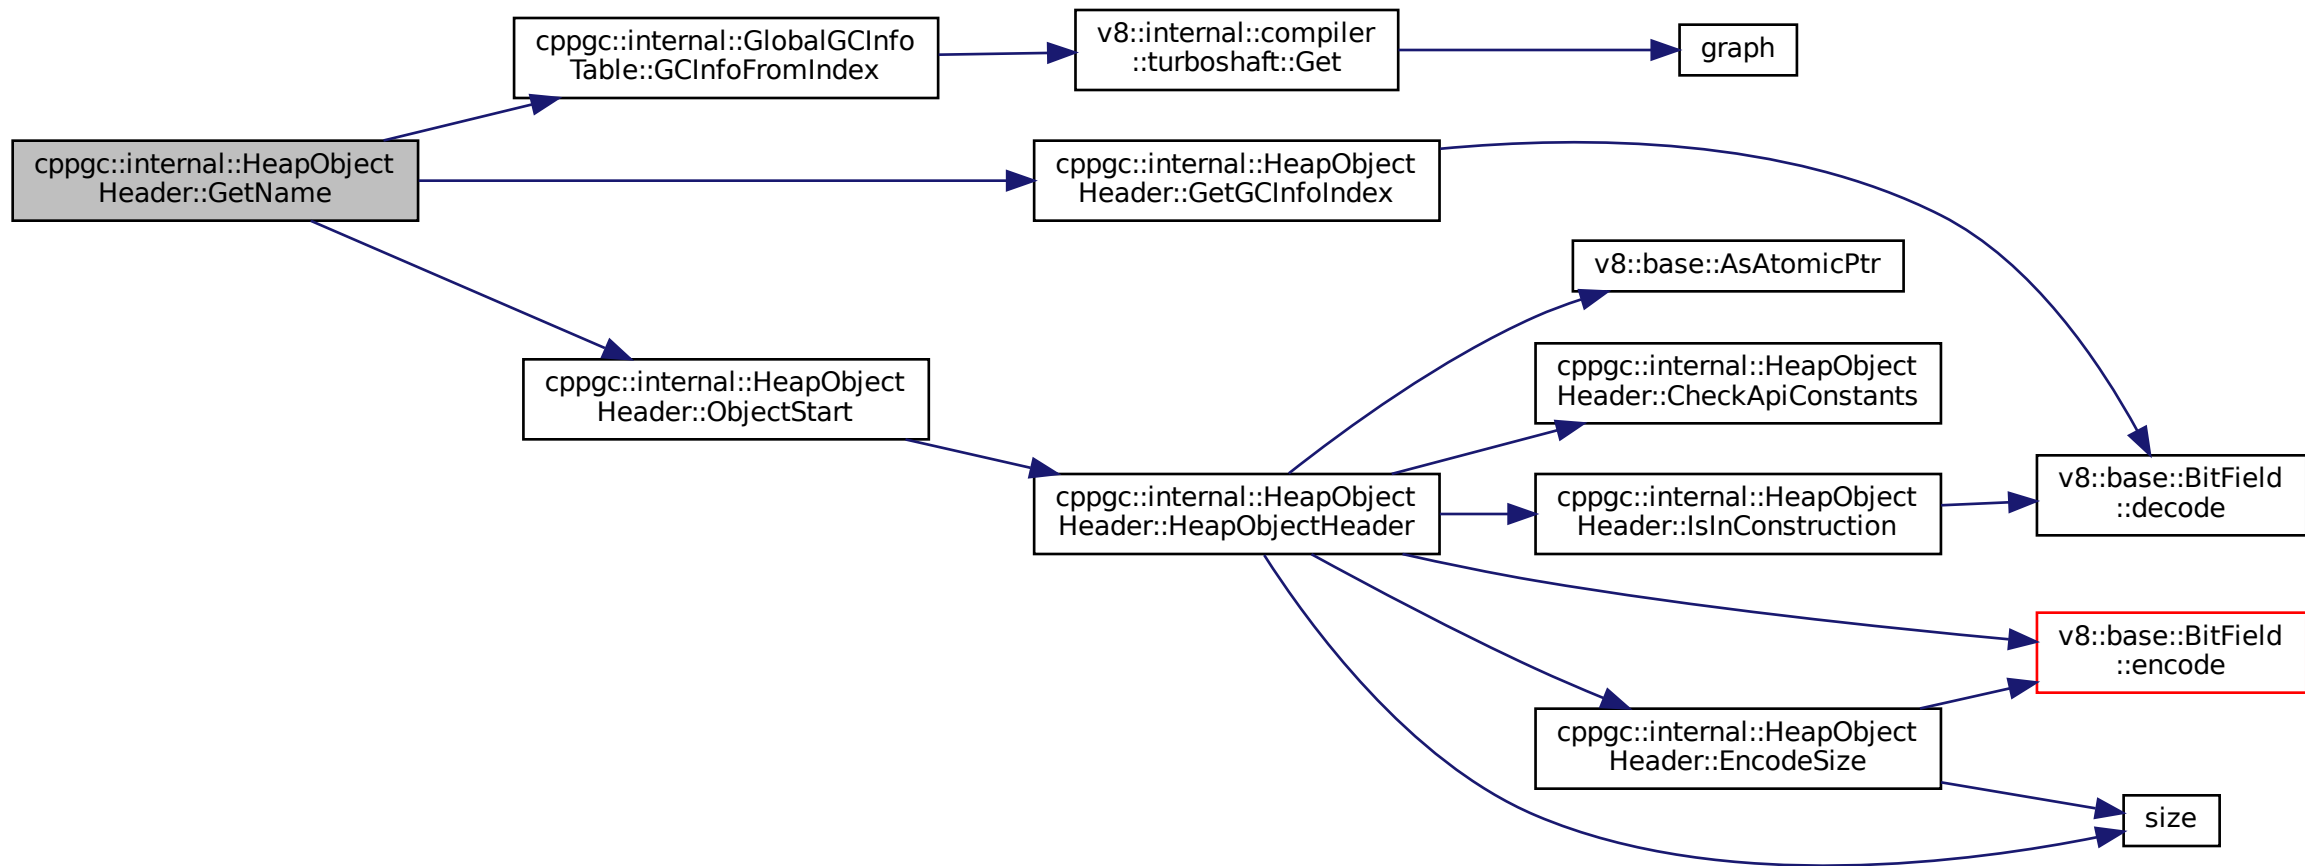 cppgc::internal::GlobalGCInfo
Table::GCInfoFromIndex
v8::internal::compiler
::turboshaft::Get
graph
cppgc::internal::HeapObject
Header::GetName
cppgc::internal::HeapObject
Header::GetGCInfoIndex
v8::base::AsAtomicPtr
cppgc::internal::HeapObject
Header::ObjectStart
cppgc::internal::HeapObject
Header::CheckApiConstants
cppgc::internal::HeapObject
Header::HeapObjectHeader
cppgc::internal::HeapObject
Header::IsInConstruction
v8::base::BitField
::decode
v8::base::BitField
::encode
cppgc::internal::HeapObject
Header::EncodeSize
size